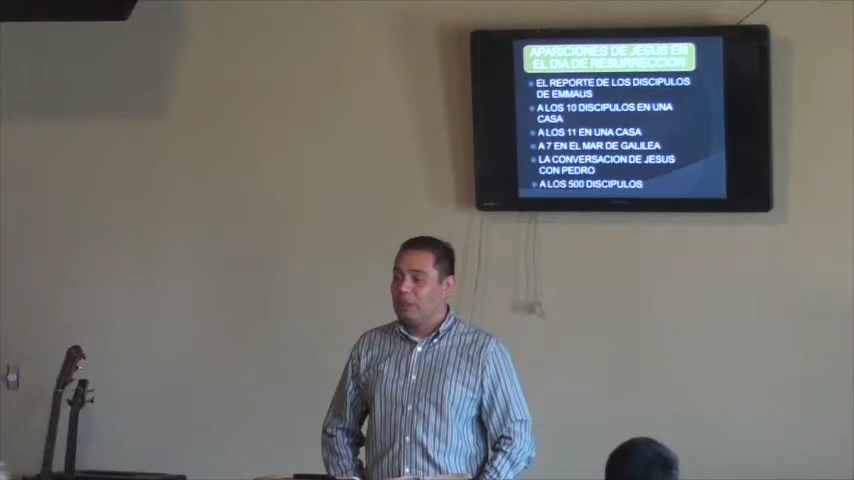 APARICIONES DE JESUS EN
EL DIA DE RESURRECCION
EL REPORTE DE LOS DISCIPULOS
DE EMMAUS
A LOS 10 DISCIPULOS EN UNA
CASA
A LOS 11 EN UNA CASA
A 7 EN EL MAR DE GALILEA
LA CONVERSACION DE JESUS
CON PEDRO
A LOS 500 DISCIPULOS